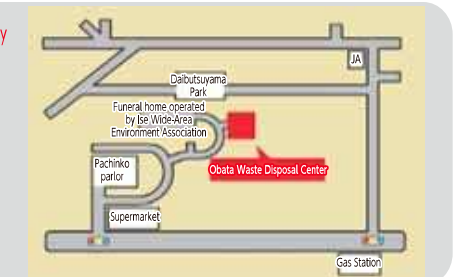 y
JA
Daibutsuyama
Park
Funeral home operated
by Ise Wide-Area
Environment Association
Pachinko
parlor
Obata Waste Disposal Center
Supermarket
Gas Station